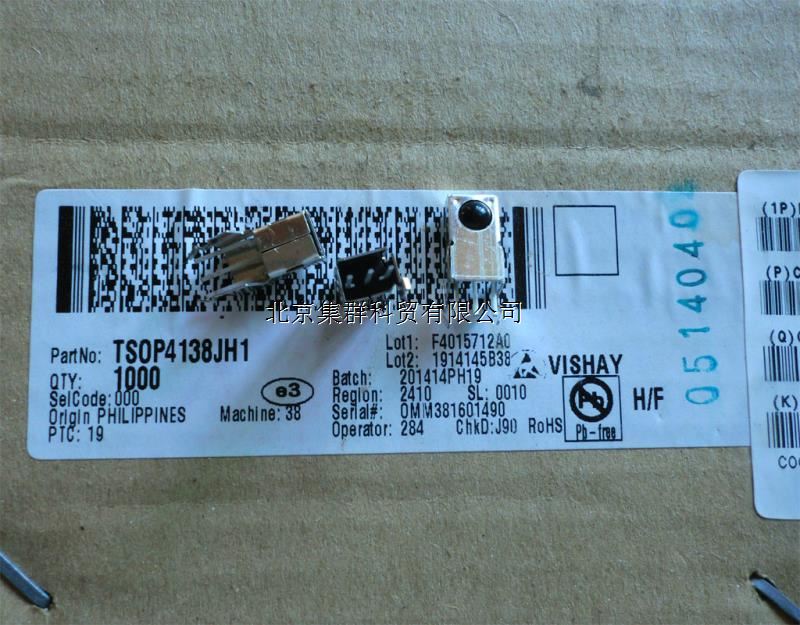 北京集群科贸有限公司
PartNo: TSOP4138JH1
QTY: 1000
SelCode: 000
Origin PHILIPPINES
PTC: 19
e3
Machine: 38
Lot1: F4015712A0
Lot2: 1914145B38
Batch: 201414PH19
Region: 2410 SL: 0010
Serial#: 0MM381601490
Operator: 284 ChkD: J90 RoHS
VISHAY
Pb
Pb-free
H/F
0514040
(1P)
(P)
(Q)
(K)